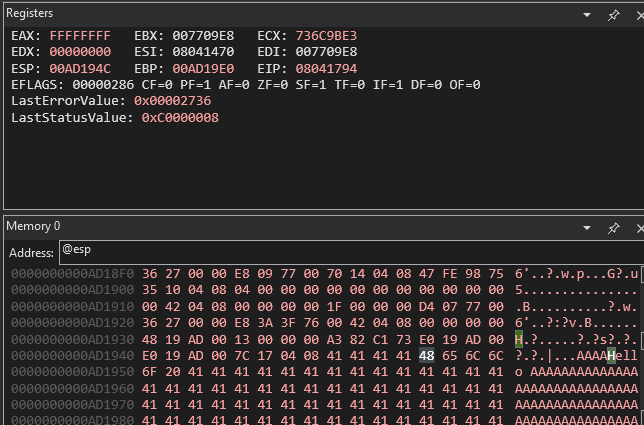 Registers
EAX: FFFFFFFF EBX: 007709E8 ECX: 736C9BE3
EDX: 00000000 ESI: 08041470 EDI: 007709E8
ESP: 00AD194C EBP: 00AD19E0 EIP: 08041794
EFLAGS: 00000286 CF=0 PF=1 AF=0 ZF=0 SF=1 TF=0 IF=1 DF=0 OF=0
LastErrorValue: 0x00002736
LastStatusValue: 0xC0000008
Memory 0
Address: @esp
0000000000AD18F0 36 27 00 00 E8 09 77 00 70 14 04 08 47 FE 98 75 6'..?.w.p...G?.u
0000000000AD1900 35 10 04 08 04 00 00 00 00 00 00 00 00 00 00 00 5...............
0000000000AD1910 00 42 04 08 00 00 00 00 1F 00 00 00 D4 07 77 00 .B..........?.w.
0000000000AD1920 36 27 00 00 E8 3A 3F 76 00 42 04 08 00 00 00 00 6'..?:?v.B......
0000000000AD1930 48 19 AD 00 13 00 00 00 A3 82 C1 73 E0 19 AD 00 H.?.....?.?s?.?.
0000000000AD1940 E0 19 AD 00 7C 17 04 08 41 41 41 41 48 65 6C 6C ?.?.|...AAAAHell
0000000000AD1950 6F 20 41 41 41 41 41 41 41 41 41 41 41 41 41 41 o AAAAAAAAAAAAAA
0000000000AD1960 41 41 41 41 41 41 41 41 41 41 41 41 41 41 41 41 AAAAAAAAAAAAAAAA
0000000000AD1970 41 41 41 41 41 41 41 41 41 41 41 41 41 41 41 41 AAAAAAAAAAAAAAAA
0000000000AD1980 41 41 41 41 41 41 41 41 41 41 41 41 41 41 41 41 AAAAAAAAAAAAAAAA